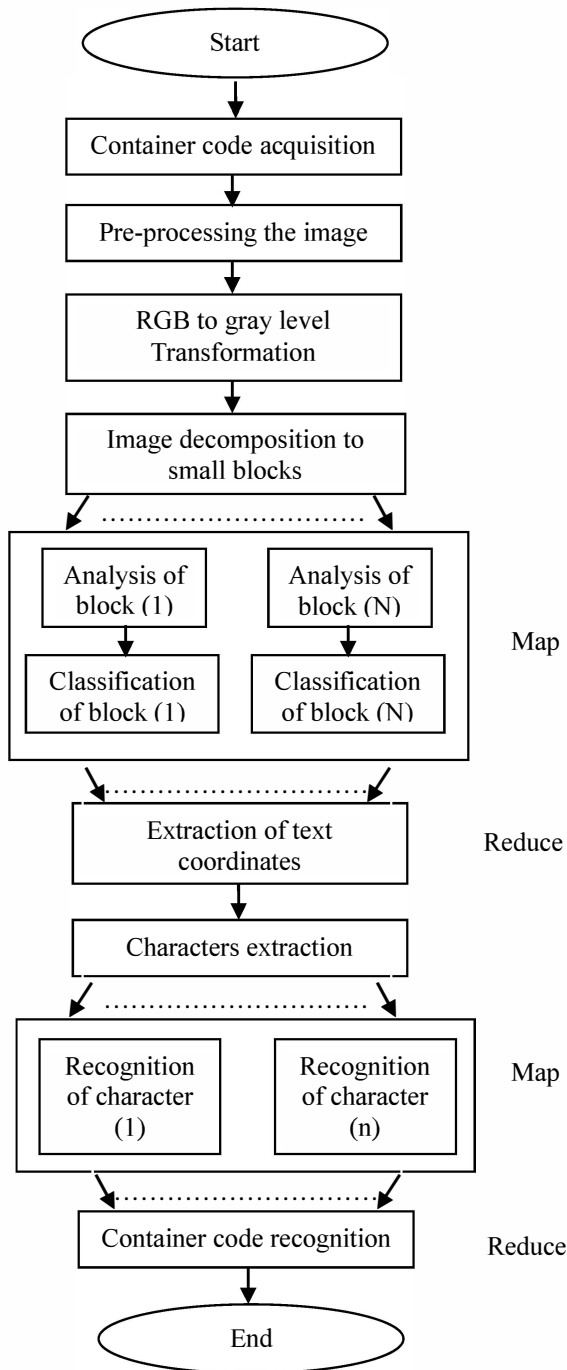 Start
Container code acquisition
Pre-processing the image
RGB to gray level
Transformation
Image decomposition to
small blocks
Analysis of
block (1)
Analysis of
block (N)
Classification
of block (1)
Classification
of block (N)
Map
Extraction of text
coordinates
Reduce
Characters extraction
Recognition
of character
(1)
Recognition
of character
(n)
Map
Container code recognition
Reduce
End